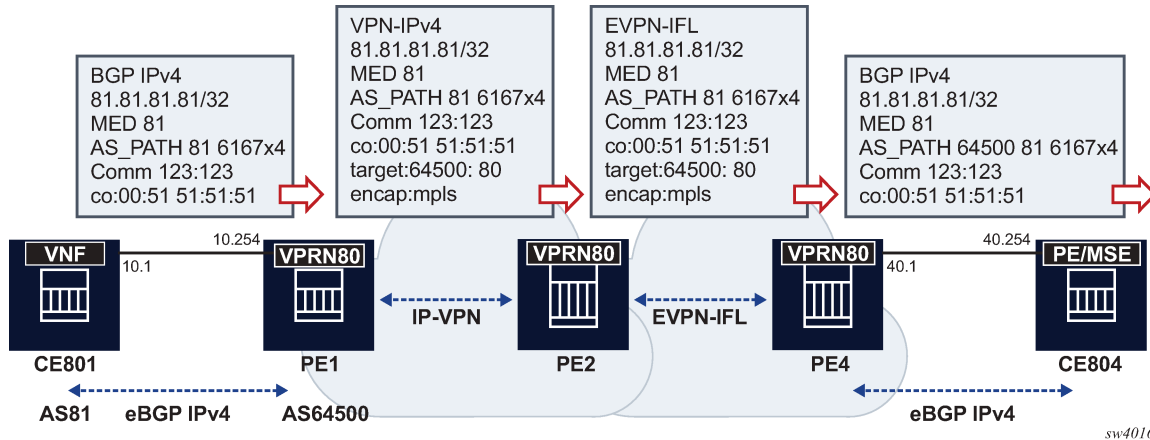 BGP IPv4
81.81.81.81/32
MED 81
AS_PATH 81 6167x4
Comm 123:123
co:00:51 51:51:51
VPN-IPv4
81.81.81.81/32
MED 81
AS_PATH 81 6167x4
Comm 123:123
co:00:51 51:51:51
target:64500: 80
encap:mpls
EVPN-IFL
81.81.81.81/32
MED 81
AS_PATH 81 6167x4
Comm 123:123
co:00:51 51:51:51
target:64500: 80
encap:mpls
BGP IPv4
81.81.81.81/32
MED 81
AS_PATH 64500 81 6167x4
Comm 123:123
co:00:51 51:51:51
VNF
10.1
10.254
VPRN80
VPRN80
VPRN80
40.1
40.254
PE/MSE
IP-VPN
EVPN-IFL
CE801
PE1
PE2
PE4
CE804
AS81
eBGP IPv4
AS64500
eBGP IPv4